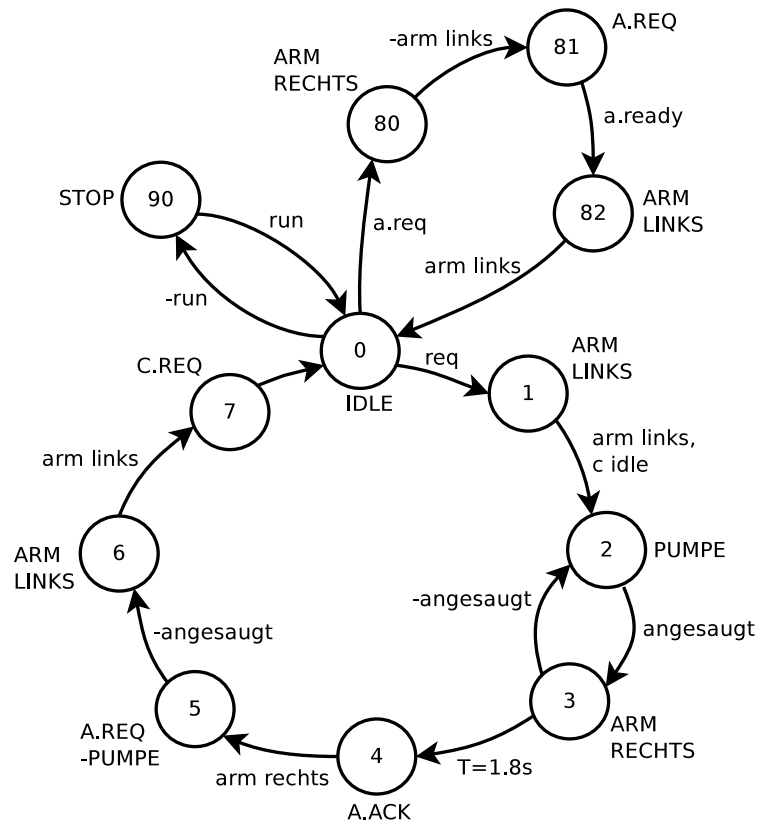 A.REQ
-arm links
81
ARM
RECHTS
80
a.ready
STOP
90
run
a.req
82
ARM
LINKS
arm links
-run
0
IDLE
req
ARM
LINKS
C.REQ
7
1
arm links,
c idle
arm links
ARM
LINKS
6
2
PUMPE
-angesaugt
angesaugt
-angesaugt
5
3
A.REQ
-PUMPE
ARM
RECHTS
4
T=1.8s
arm rechts
A.ACK